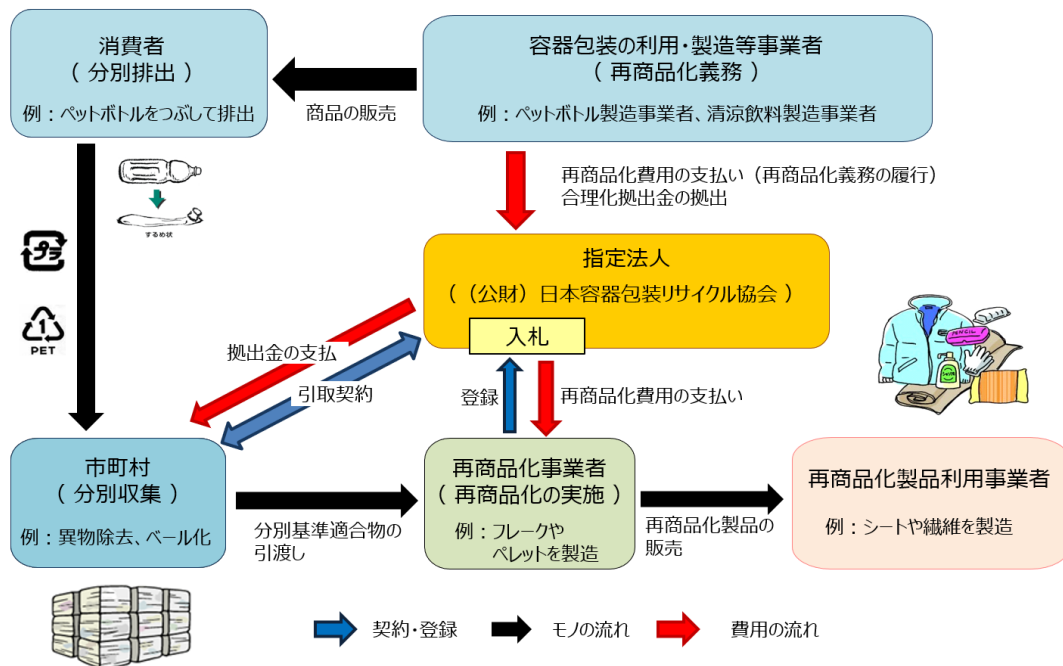 消費者
（ 分別排出 ）
例：ペットボトルをつぶして排出
容器包装の利用・製造等事業者
（ 再商品化義務 ）
例：ペットボトル製造事業者、清涼飲料製造事業者
商品の販売
するめ状
プラ
1
PET
再商品化費用の支払い（再商品化義務の履行）
合理化拠出金の拠出
指定法人
（（公財）日本容器包装リサイクル協会 ）
入札
拠出金の支払
引取契約
登録
再商品化費用の支払い
PENCIL
市町村
（ 分別収集 ）
例：異物除去、ベール化
分別基準適合物の
引渡し
再商品化事業者
（ 再商品化の実施 ）
例：フレークや
ペレットを製造
再商品化製品の
販売
再商品化製品利用事業者
例：シートや繊維を製造
契約・登録
モノの流れ
費用の流れ